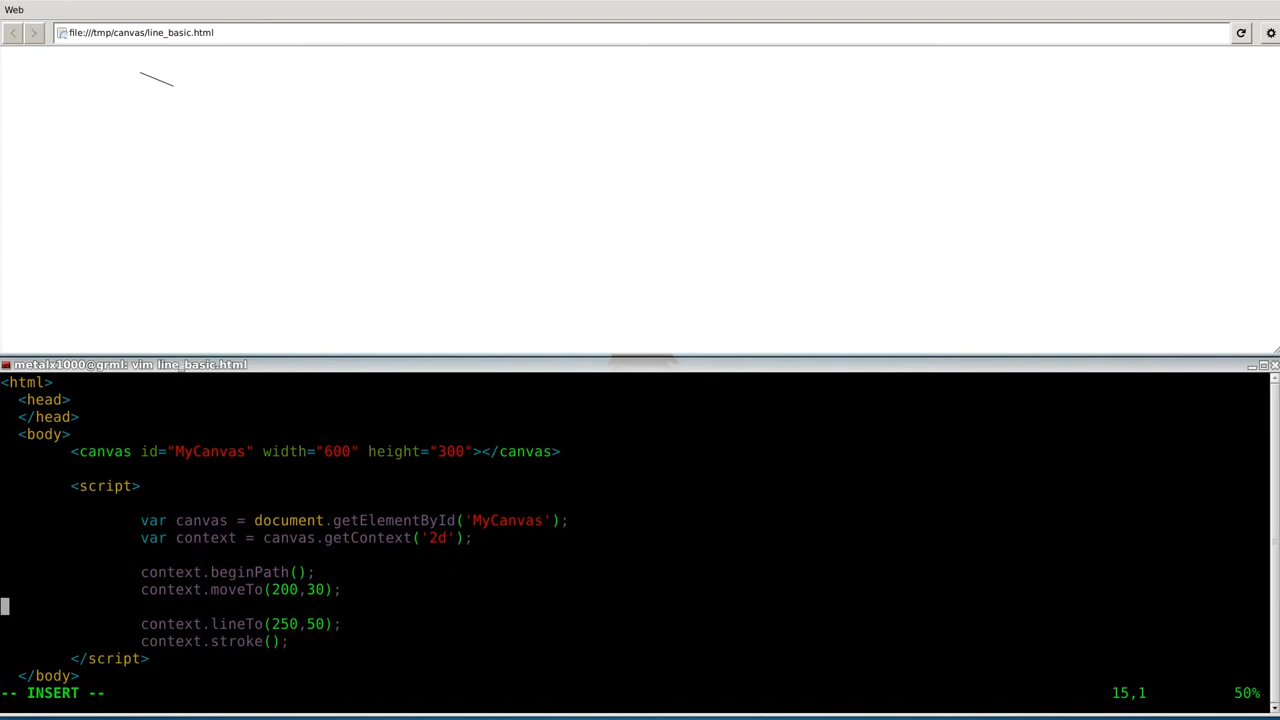 Web
file:///tmp/canvas/line_basic.html
metalx1000@grml: vim line_basic.html
<html>
<head>
</head>
<body>
<canvas id="MyCanvas" width="600" height="300"></canvas>
<script>
var canvas = document.getElementById('MyCanvas');
var context = canvas.getContext('2d');
context.beginPath();
context.moveTo(200,30);
context.lineTo(250,50);
context.stroke();
</script>
</body>
-- INSERT -- 15,1 50%